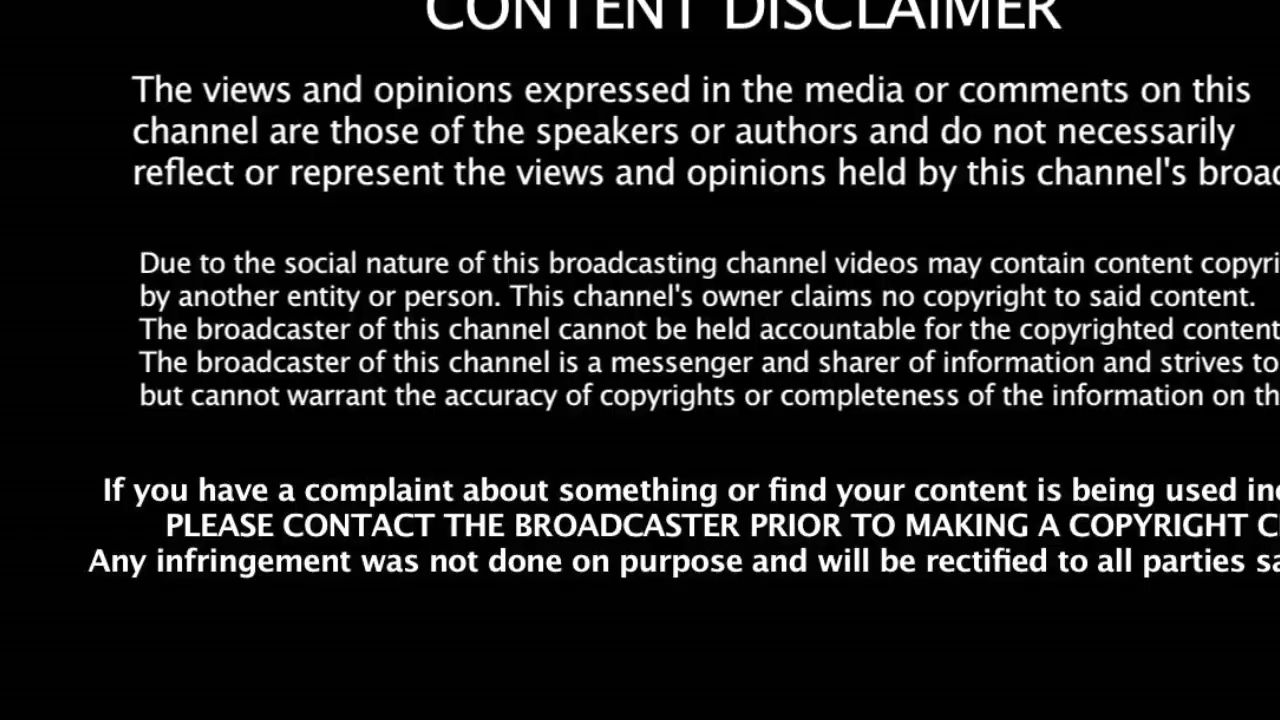 CONTENT DISCLAIMER
The views and opinions expressed in the media or comments on this
channel are those of the speakers or authors and do not necessarily
reflect or represent the views and opinions held by this channel's
Due to the social nature of this broadcasting channel videos may contain content
by another entity or person. This channel's owner claims no copyright to said content.
The broadcaster of this channel cannot be held accountable for the copyrighted content
The broadcaster of this channel is a messenger and sharer of information and strives to
but cannot warrant the accuracy of copyrights or completeness of the information on
If you have a complaint about something or find your content is being used
PLEASE CONTACT THE BROADCASTER PRIOR TO MAKING A COPYRIGHT
Any infringement was not done on purpose and will be rectified to all parties